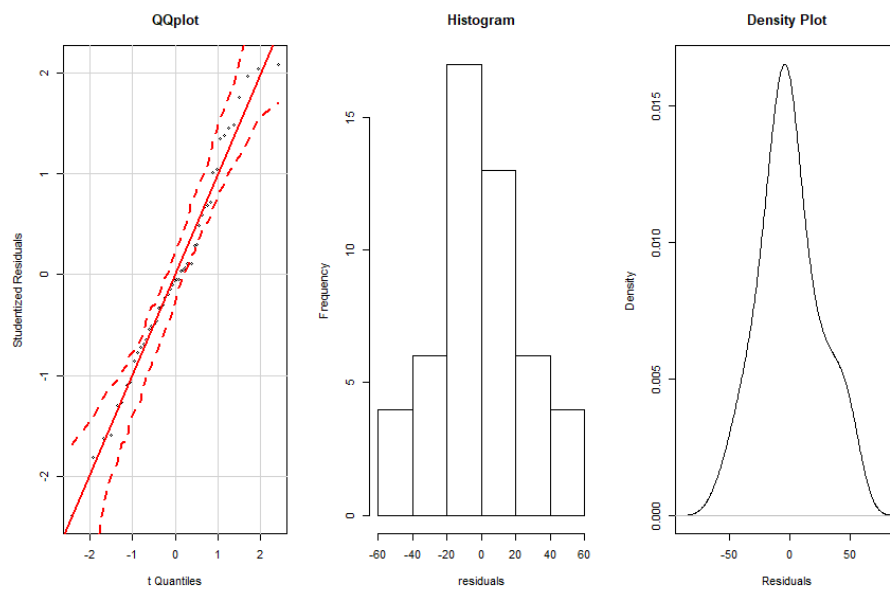 QQplot
Studentized Residuals
2
1
0
-1
-2
-2 -1 0 1 2
t Quantiles
Histogram
Frequency
15
5
0
-60 -40 -20 0 20 40 60
residuals
Density Plot
Density
0.015
0.010
0.005
0.000
-50 0 50
Residuals